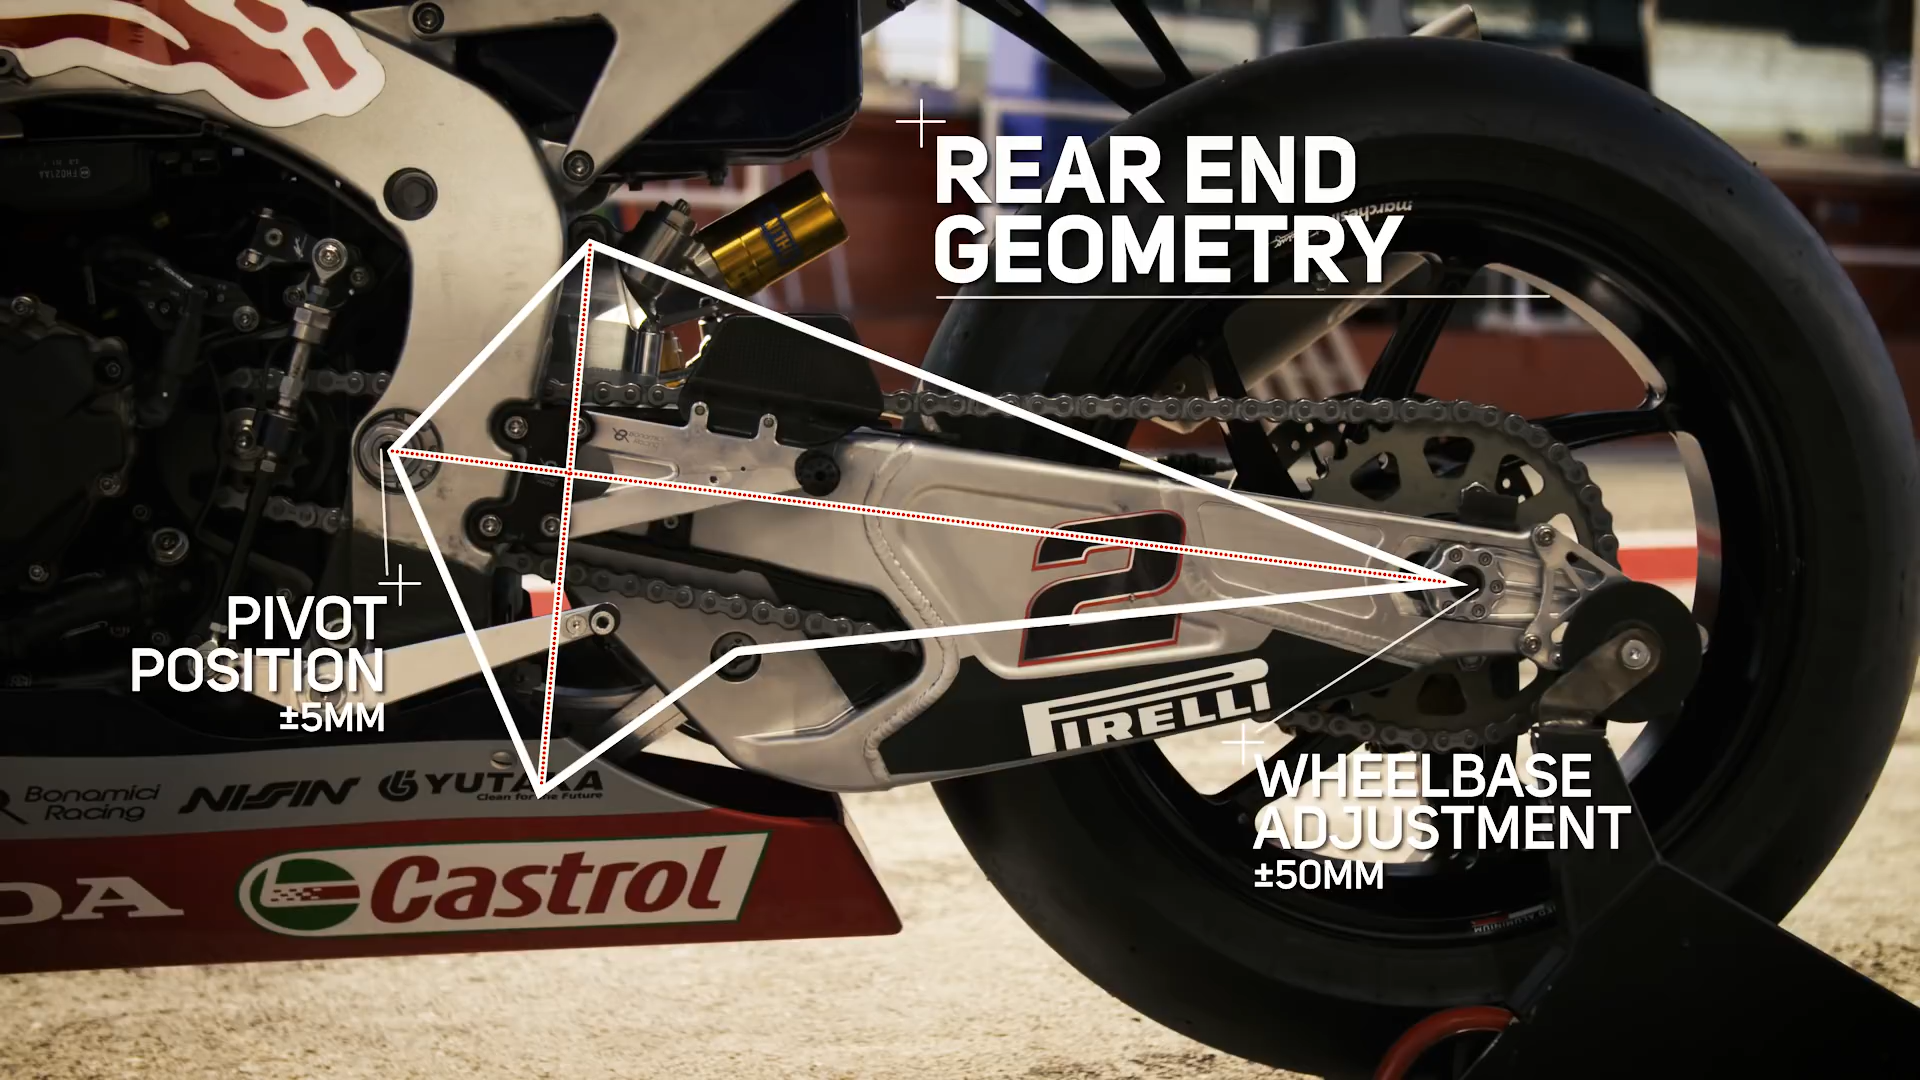 REAR END
GEOMETRY
PIVOT
POSITION
±5MM
WHEELBASE
ADJUSTMENT
±50MM
2
PIRELLI
Bonamici
Racing
NISSIN
YUTAKA
Clean for the Future
DA
Castrol